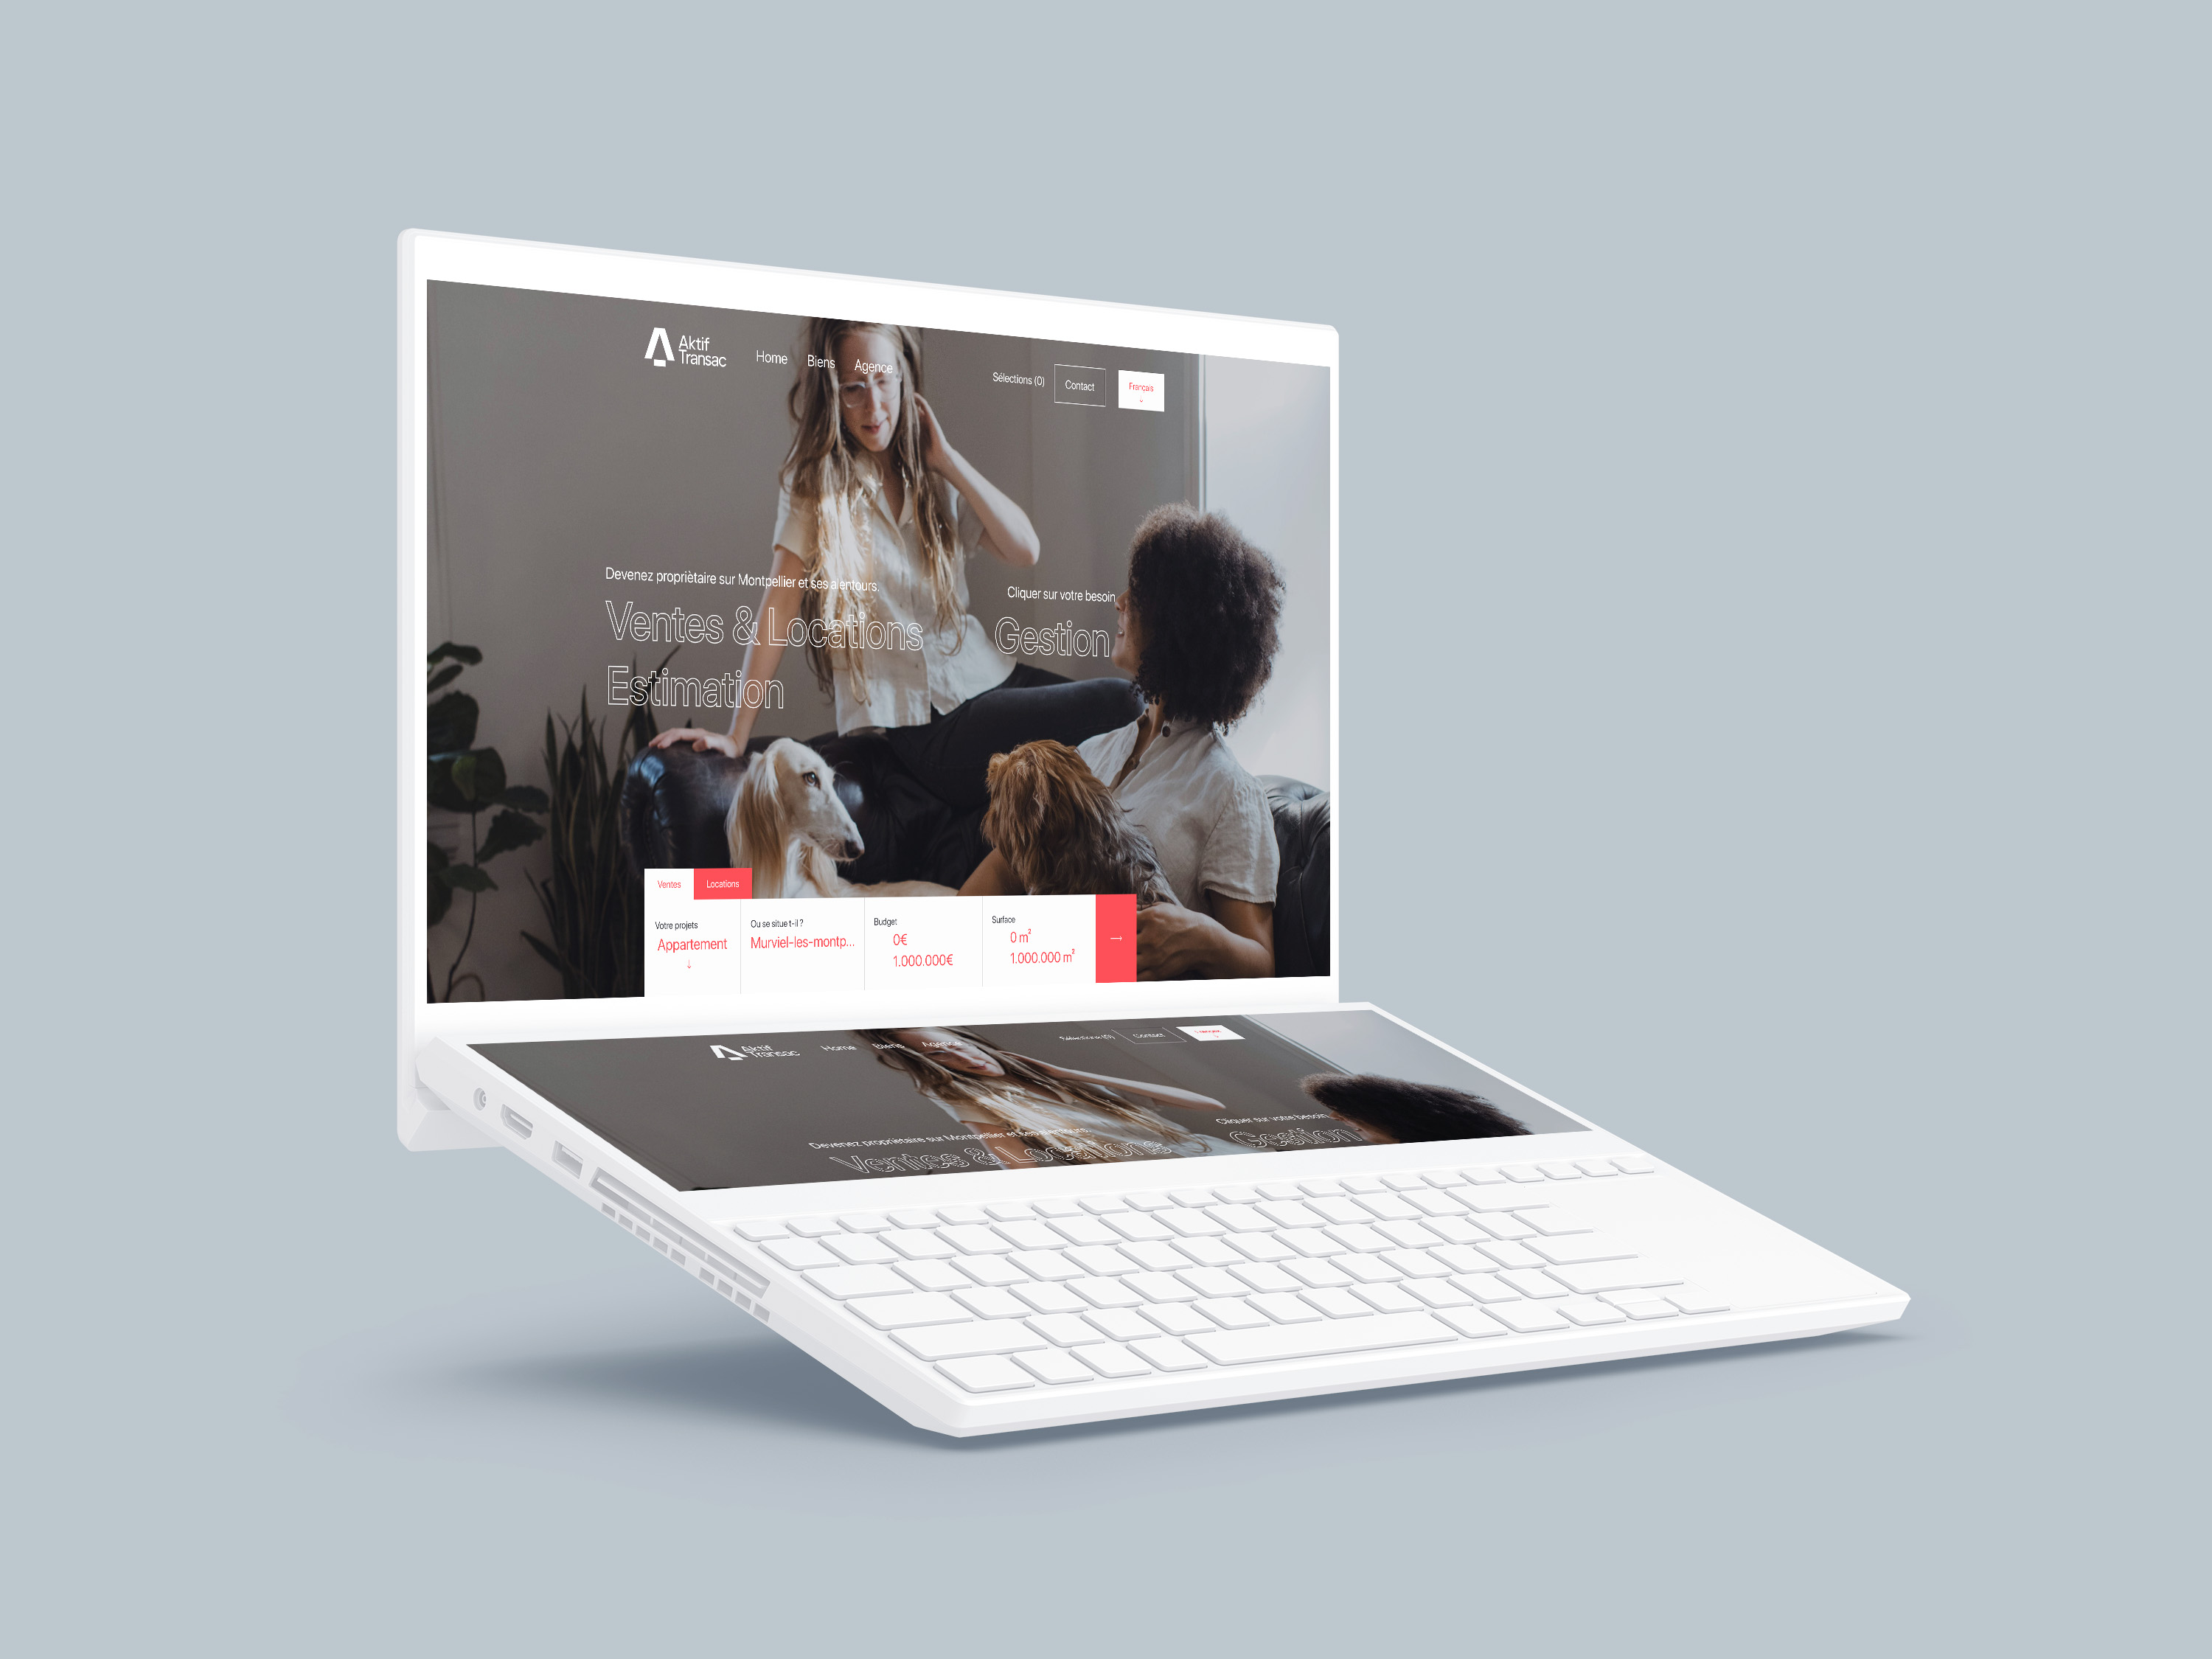 Aktif
Transac
Home
Biens
Agence
Sélections (0)
Contact
Français
Devenez propriètaire sur Montpellier et ses alentours.
Ventes & Locations
Estimation
Cliquer sur votre besoin
Gestion
Ventes
Locations
Votre projets
Appartement
Ou se situe t-il ?
Murviel-les-montp...
Budget
0€
1.000.000€
Surface
0 m²
1.000.000 m²
Aktif
Transac
Home
Biens
Agence
Sélections (0)
Contact
Français
Devenez propriètaire sur Montpellier et ses alentours.
Ventes & Locations
Cliquer sur votre besoin
Gestion